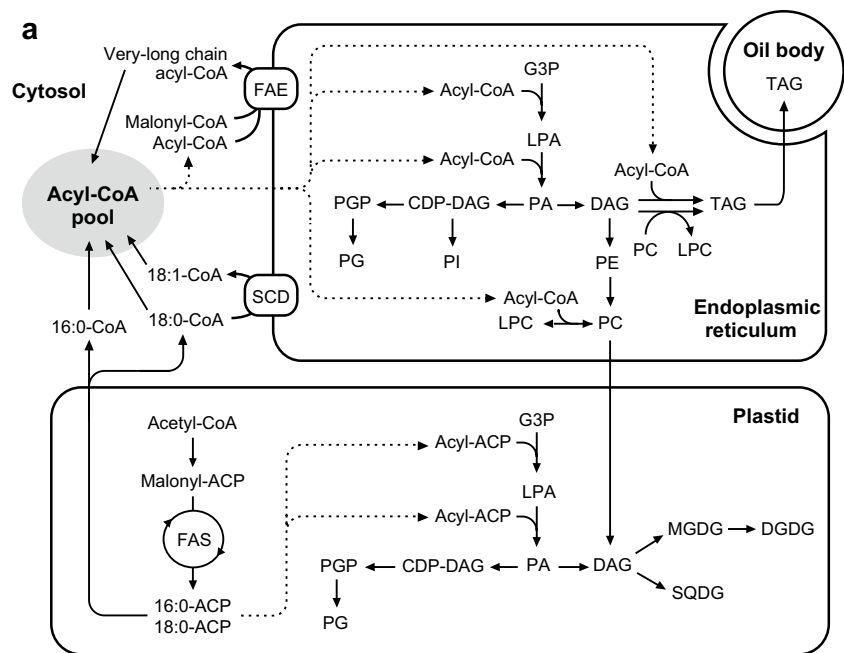 a
Cytosol
Very-long chain
acyl-CoA
FAE
Malonyl-CoA
Acyl-CoA
Acyl-CoA
pool
18:1-CoA
SCD
18:0-CoA
16:0-CoA
Oil body
TAG
G3P
Acyl-CoA
LPA
Acyl-CoA
Acyl-CoA
PGP
CDP-DAG
PA
DAG
TAG
PC
LPC
PG
PI
PE
Acyl-CoA
LPC
PC
Endoplasmic
reticulum
Plastid
Acetyl-CoA
Malonyl-ACP
FAS
16:0-ACP
18:0-ACP
G3P
Acyl-ACP
LPA
Acyl-ACP
PGP
CDP-DAG
PA
DAG
MGDG
DGDG
SQDG
PG